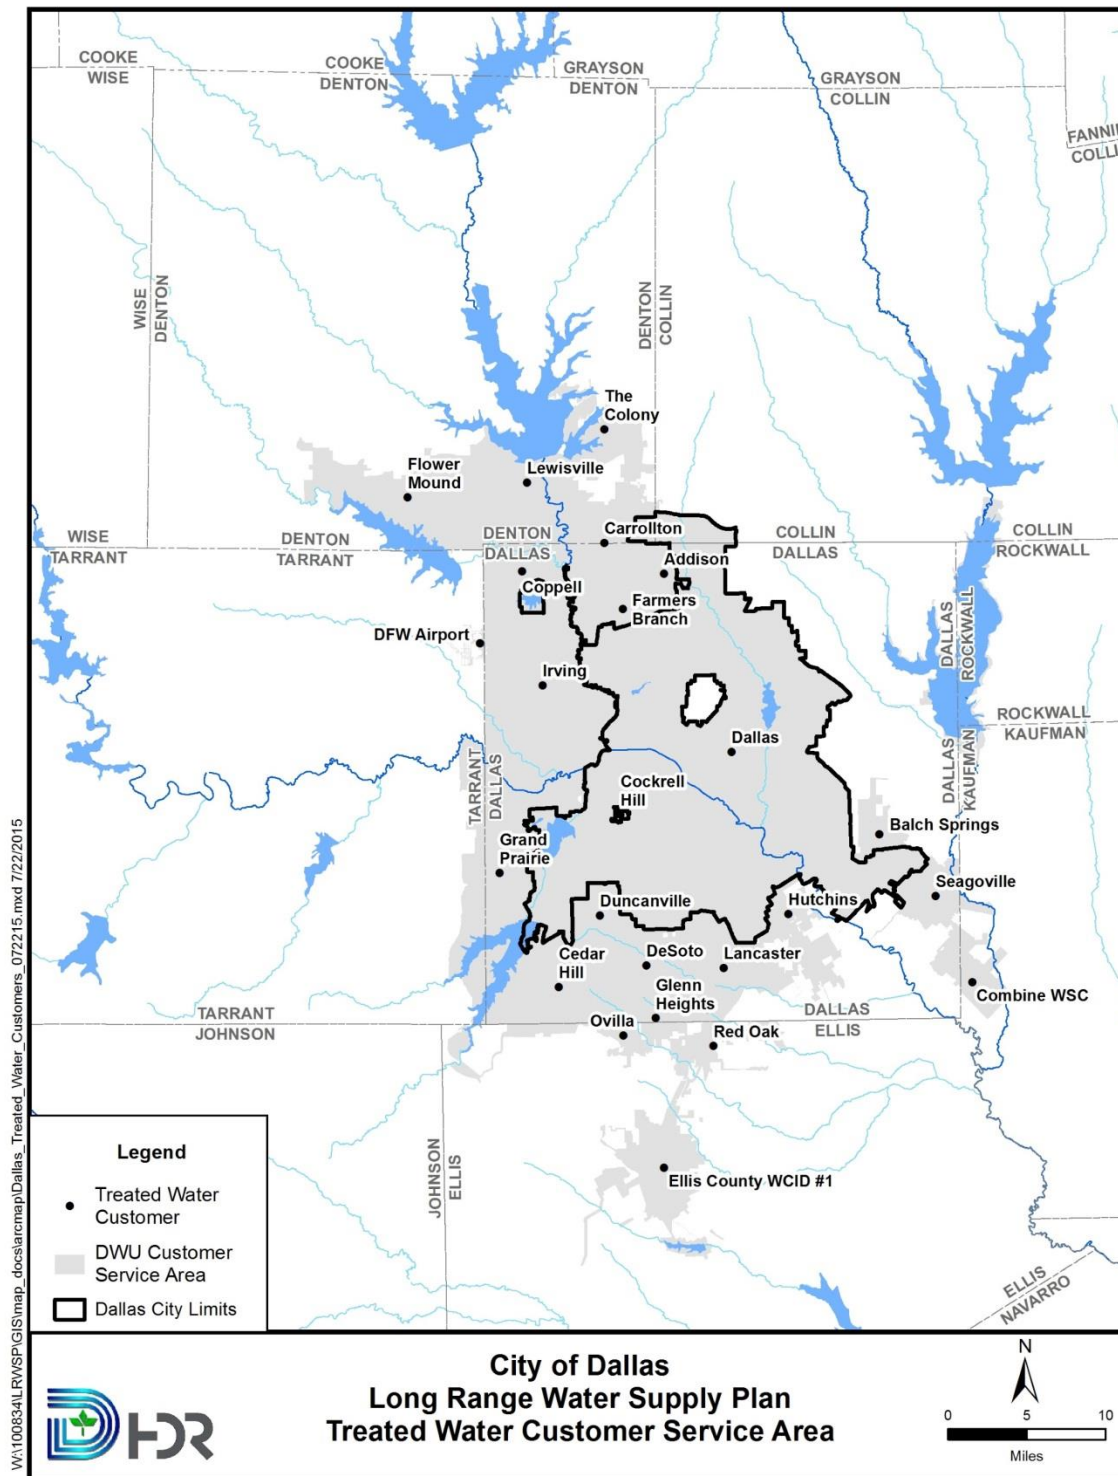 COOKE
WISE
COOKE
DENTON
GRAYSON
DENTON
GRAYSON
COLLIN
FANNI
COLLI
WISE
DENTON
DENTON
COLLIN
The
Colony
Flower
Mound
Lewisville
WISE
TARRANT
DENTON
TARRANT
DENTON
DALLAS
Carrollton
COLLIN
DALLAS
COLLIN
ROCKWALL
Addison
Coppell
Farmers
Branch
DFW Airport
DALLAS
ROCKWALL
Irving
ROCKWALL
KAUFMAN
Dallas
DALLAS
KAUFMAN
TARRANT
DALLAS
Cockrell
Hill
Balch Springs
Grand
Prairie
Seagoville
Duncanville
Hutchins
Cedar
Hill
DeSoto
Lancaster
Glenn
Heights
Combine WSC
TARRANT
JOHNSON
DALLAS
ELLIS
Ovilla
Red Oak
JOHNSON
ELLIS
Ellis County WCID #1
ELLIS
NAVARRO
Legend
Treated Water
Customer
DWU Customer
Service Area
Dallas City Limits
W:\100834\LRWSP\GIS\map_docs\arcmap\Dallas_Treated_Water_Customers_072215.mxd 7/22/2015
HDR
City of Dallas
Long Range Water Supply Plan
Treated Water Customer Service Area
N
0 5 10
Miles